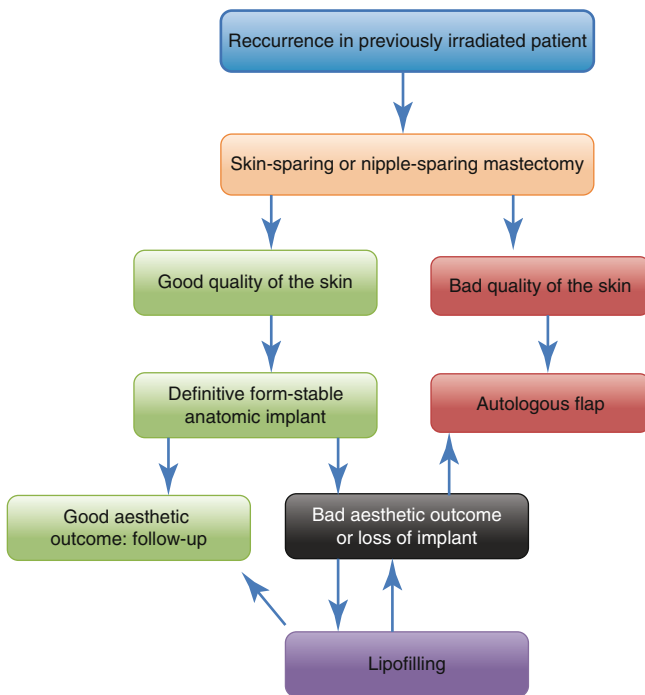 Reccurrence in previously irradiated patient
Skin-sparing or nipple-sparing mastectomy
Good quality of the skin
Bad quality of the skin
Definitive form-stable
anatomic implant
Autologous flap
Good aesthetic
outcome: follow-up
Bad aesthetic outcome
or loss of implant
Lipofilling